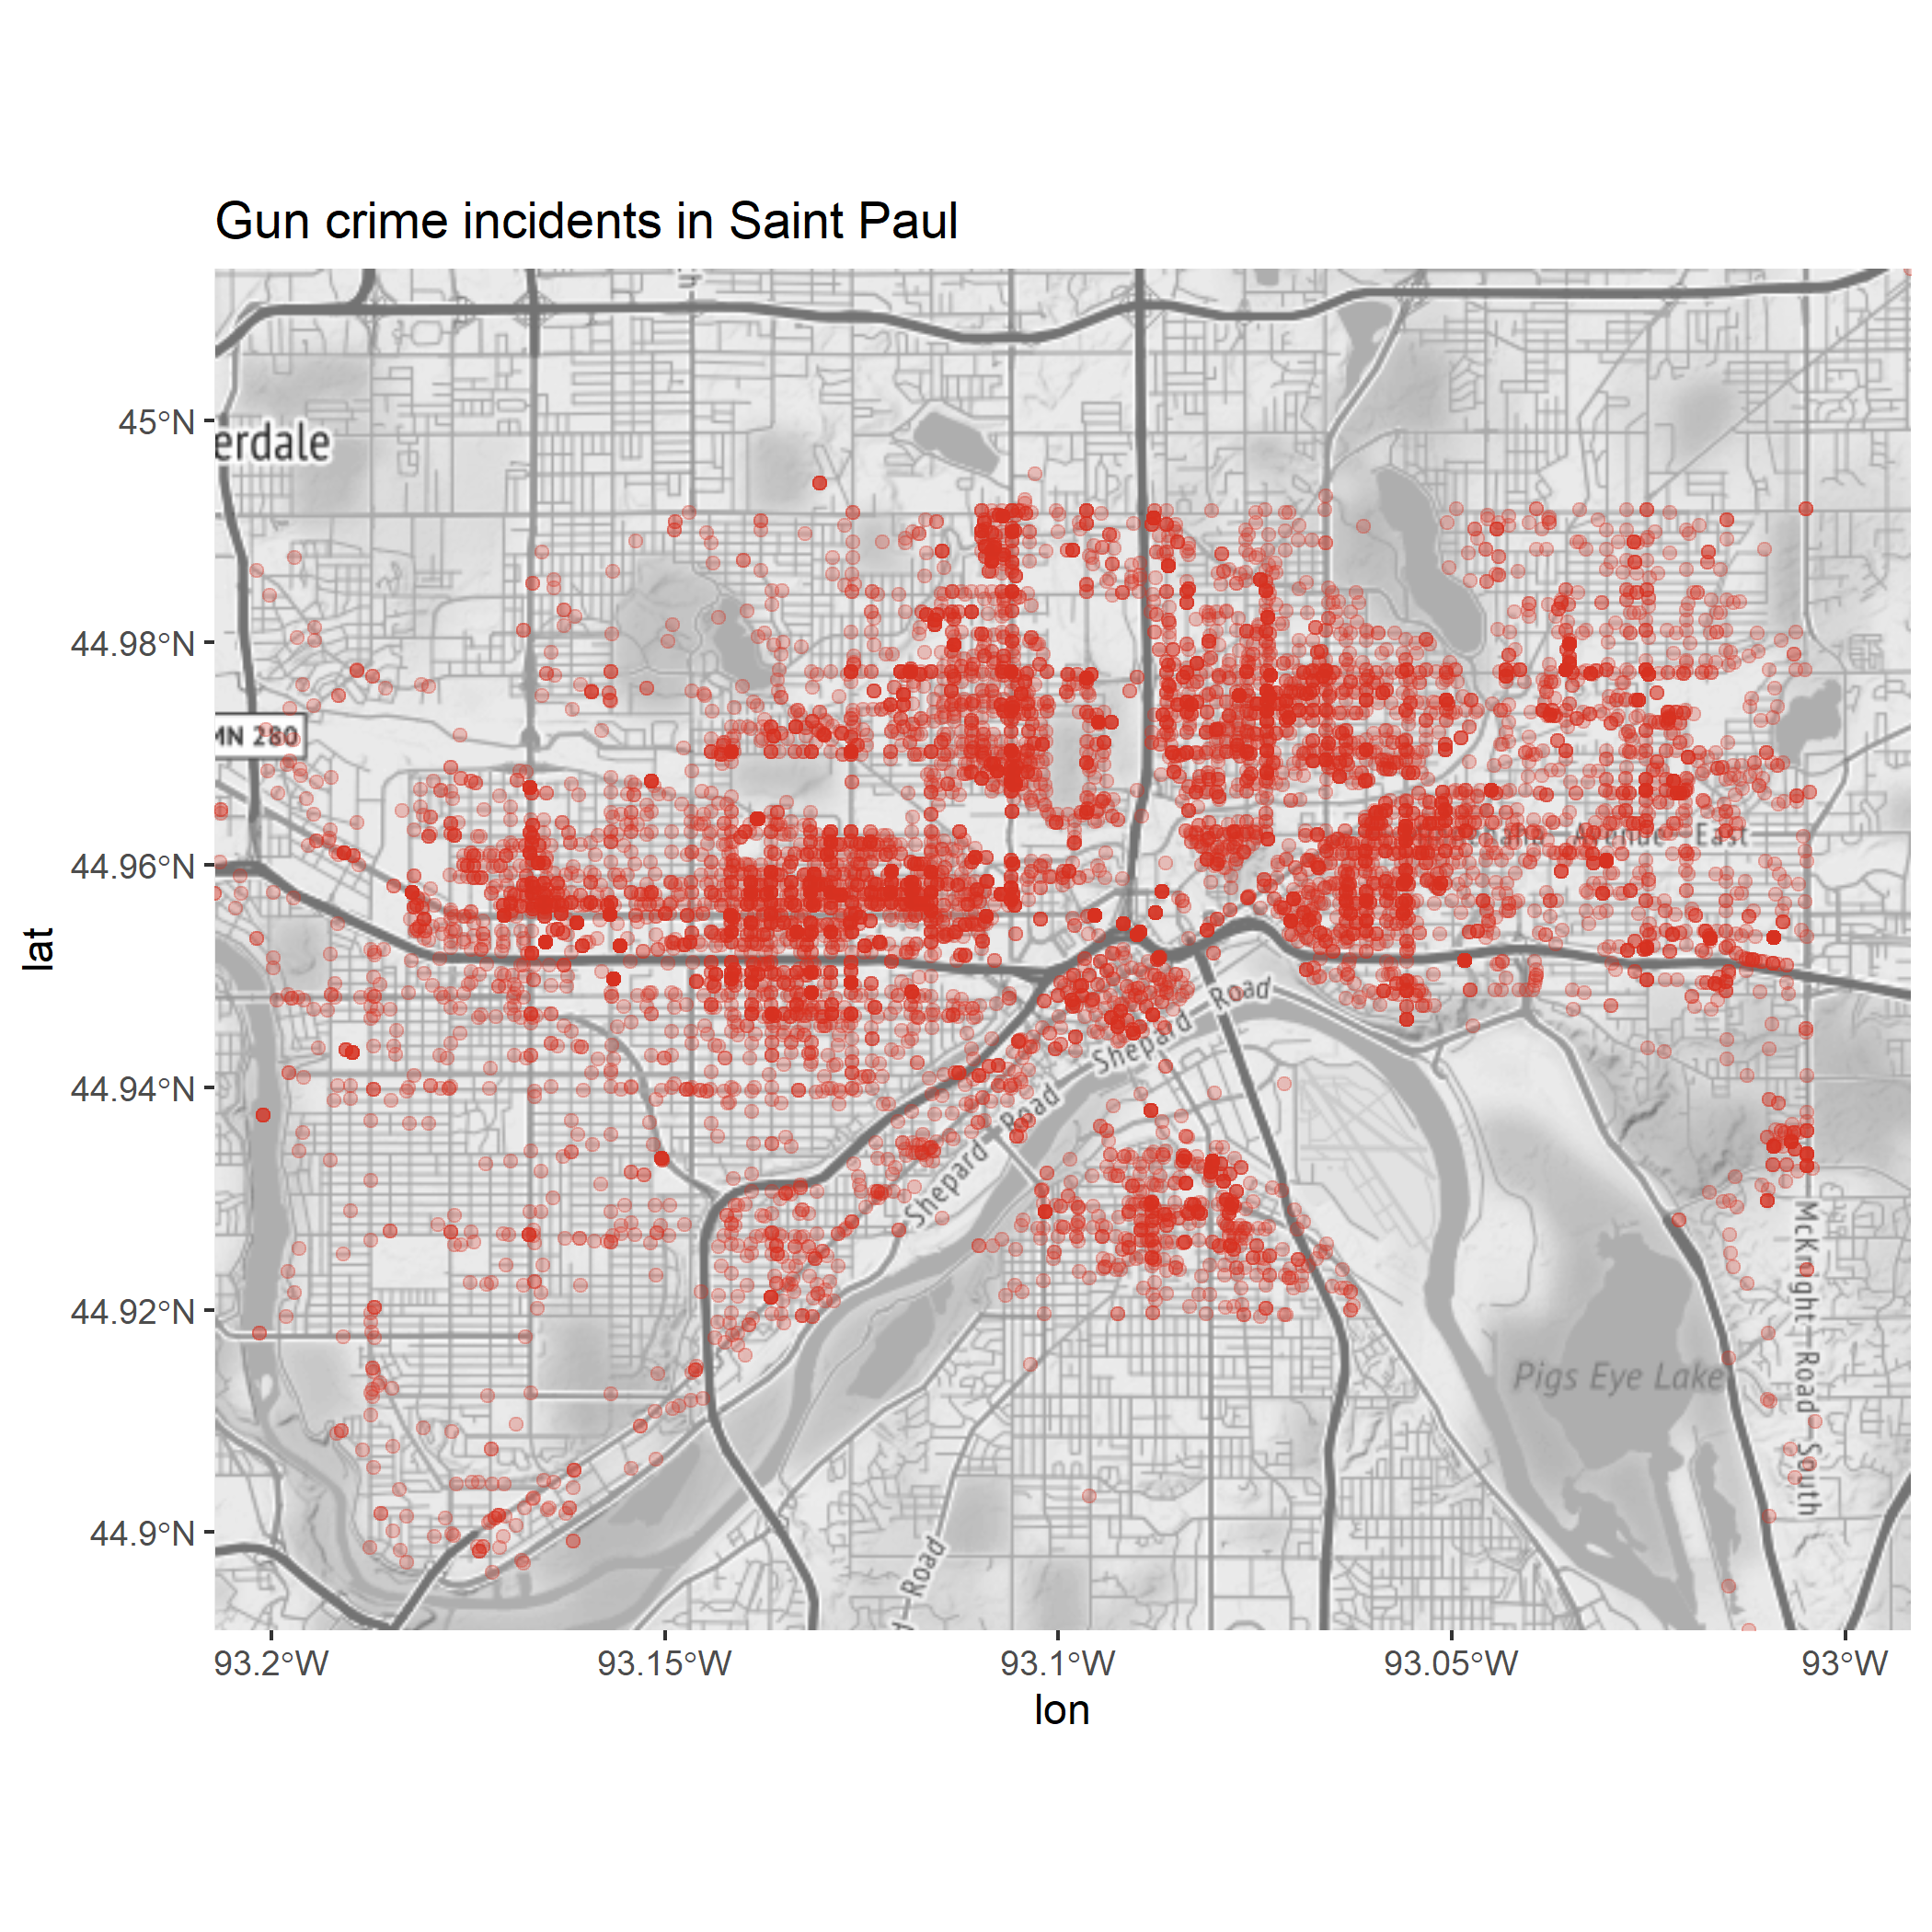 Gun crime incidents in Saint Paul
erdale
45°N
44.98°N
MN 280
44.96°N
Avenue East
lat
Road
Shepard
44.94°N
Road
Shepard
McKnight Road South
44.92°N
Pigs Eye Lake
44.9°N
Road
93.2°W
93.15°W
93.1°W
93.05°W
93°W
lon